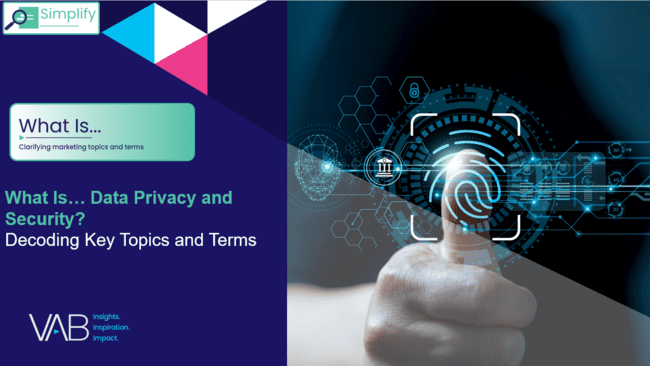 Simplify
What Is...
Clarifying marketing topics and terms
What Is… Data Privacy and
Security?
Decoding Key Topics and Terms
VAB
Insights.
Inspiration.
Impact.